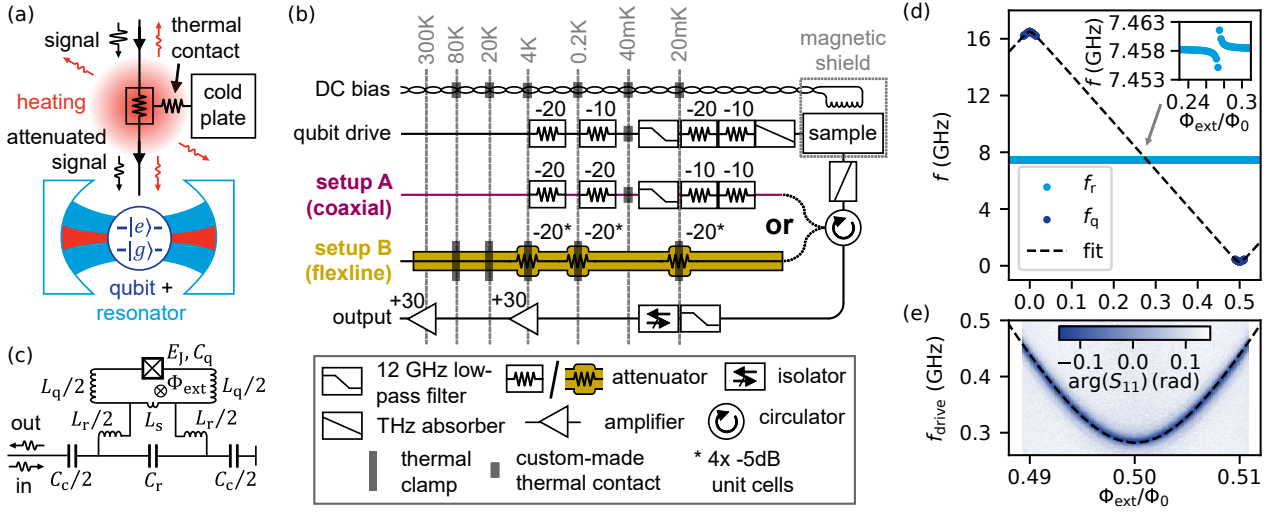 (a)
signal
thermal
contact
heating
cold
plate
attenuated
signal
|e⟩
|g⟩
qubit +
resonator
(b)
300K
80K
20K
4K
0.2K
40mK
20mK
magnetic
shield
DC bias
-20
-10
-20
-10
qubit drive
sample
-20
-20
-10
-10
setup A
(coaxial)
or
-20*
-20*
-20*
setup B
(flexline)
+30
+30
output
12 GHz low-
pass filter
/
attenuator
isolator
THz absorber
amplifier
circulator
thermal
clamp
custom-made
thermal contact
* 4x -5dB
unit cells
(c)
E_J, C_q
L_q/2
Φ_ext
L_q/2
L_r/2
L_s
L_r/2
out
in
C_c/2
C_r
C_c/2
(d)
f (GHz)
16
12
8
4
0
0.0
0.1
0.2
0.3
0.4
0.5
f_r
f_q
fit
f (GHz)
7.463
7.458
7.453
0.24
0.3
Φ_ext/Φ_0
(e)
f_drive (GHz)
0.5
0.4
0.3
−0.1
0.0
0.1
arg(S_11) (rad)
0.49
0.50
0.51
Φ_ext/Φ_0